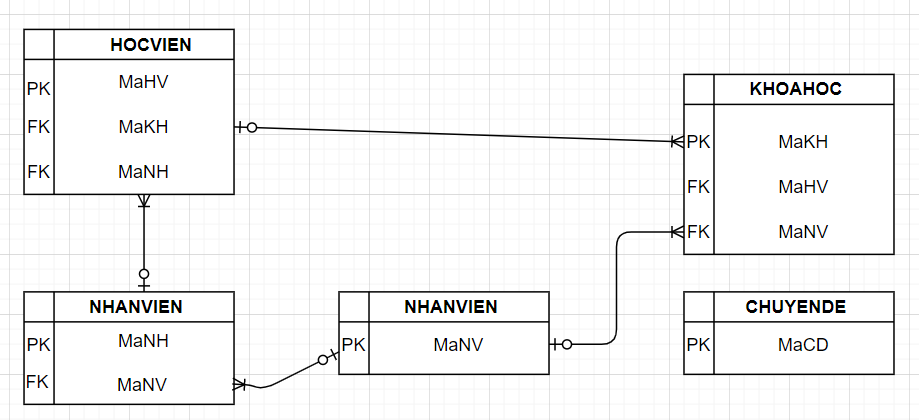 HOCVIEN
PK MaHV
FK MaKH
FK MaNH
KHOAHOC
PK MaKH
FK MaHV
FK MaNV
NHANVIEN
PK MaNH
FK MaNV
NHANVIEN
PK MaNV
CHUYENDE
PK MaCD